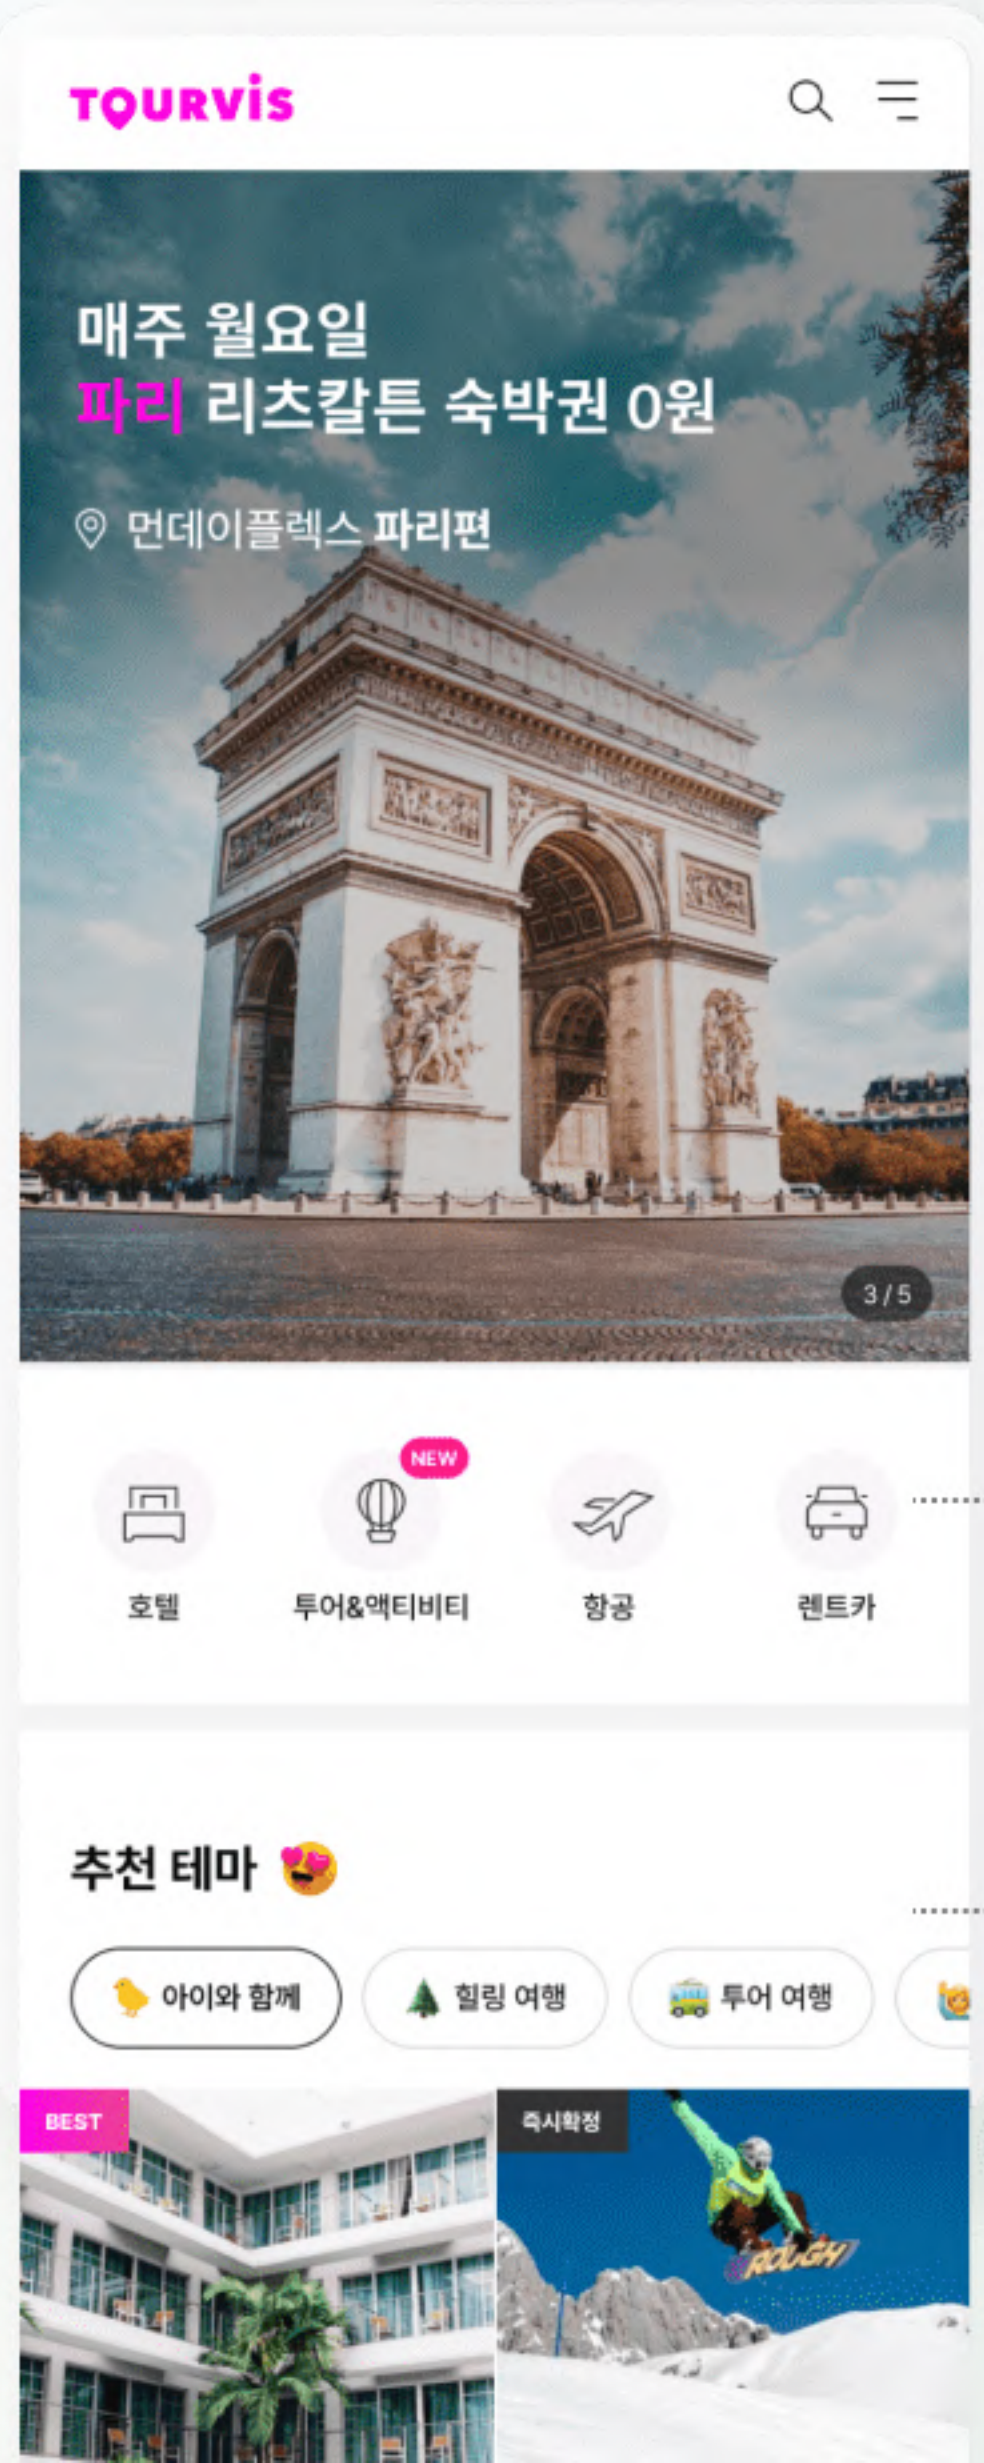 TOURVIS
매주 월요일
파리 리츠칼튼 숙박권 0원
먼데이플렉스 파리편
3/5
NEW
호텔
투어&액티비티
항공
렌트카
추천 테마
아이와 함께
힐링 여행
투어 여행
BEST
즉시확정
ROUGH